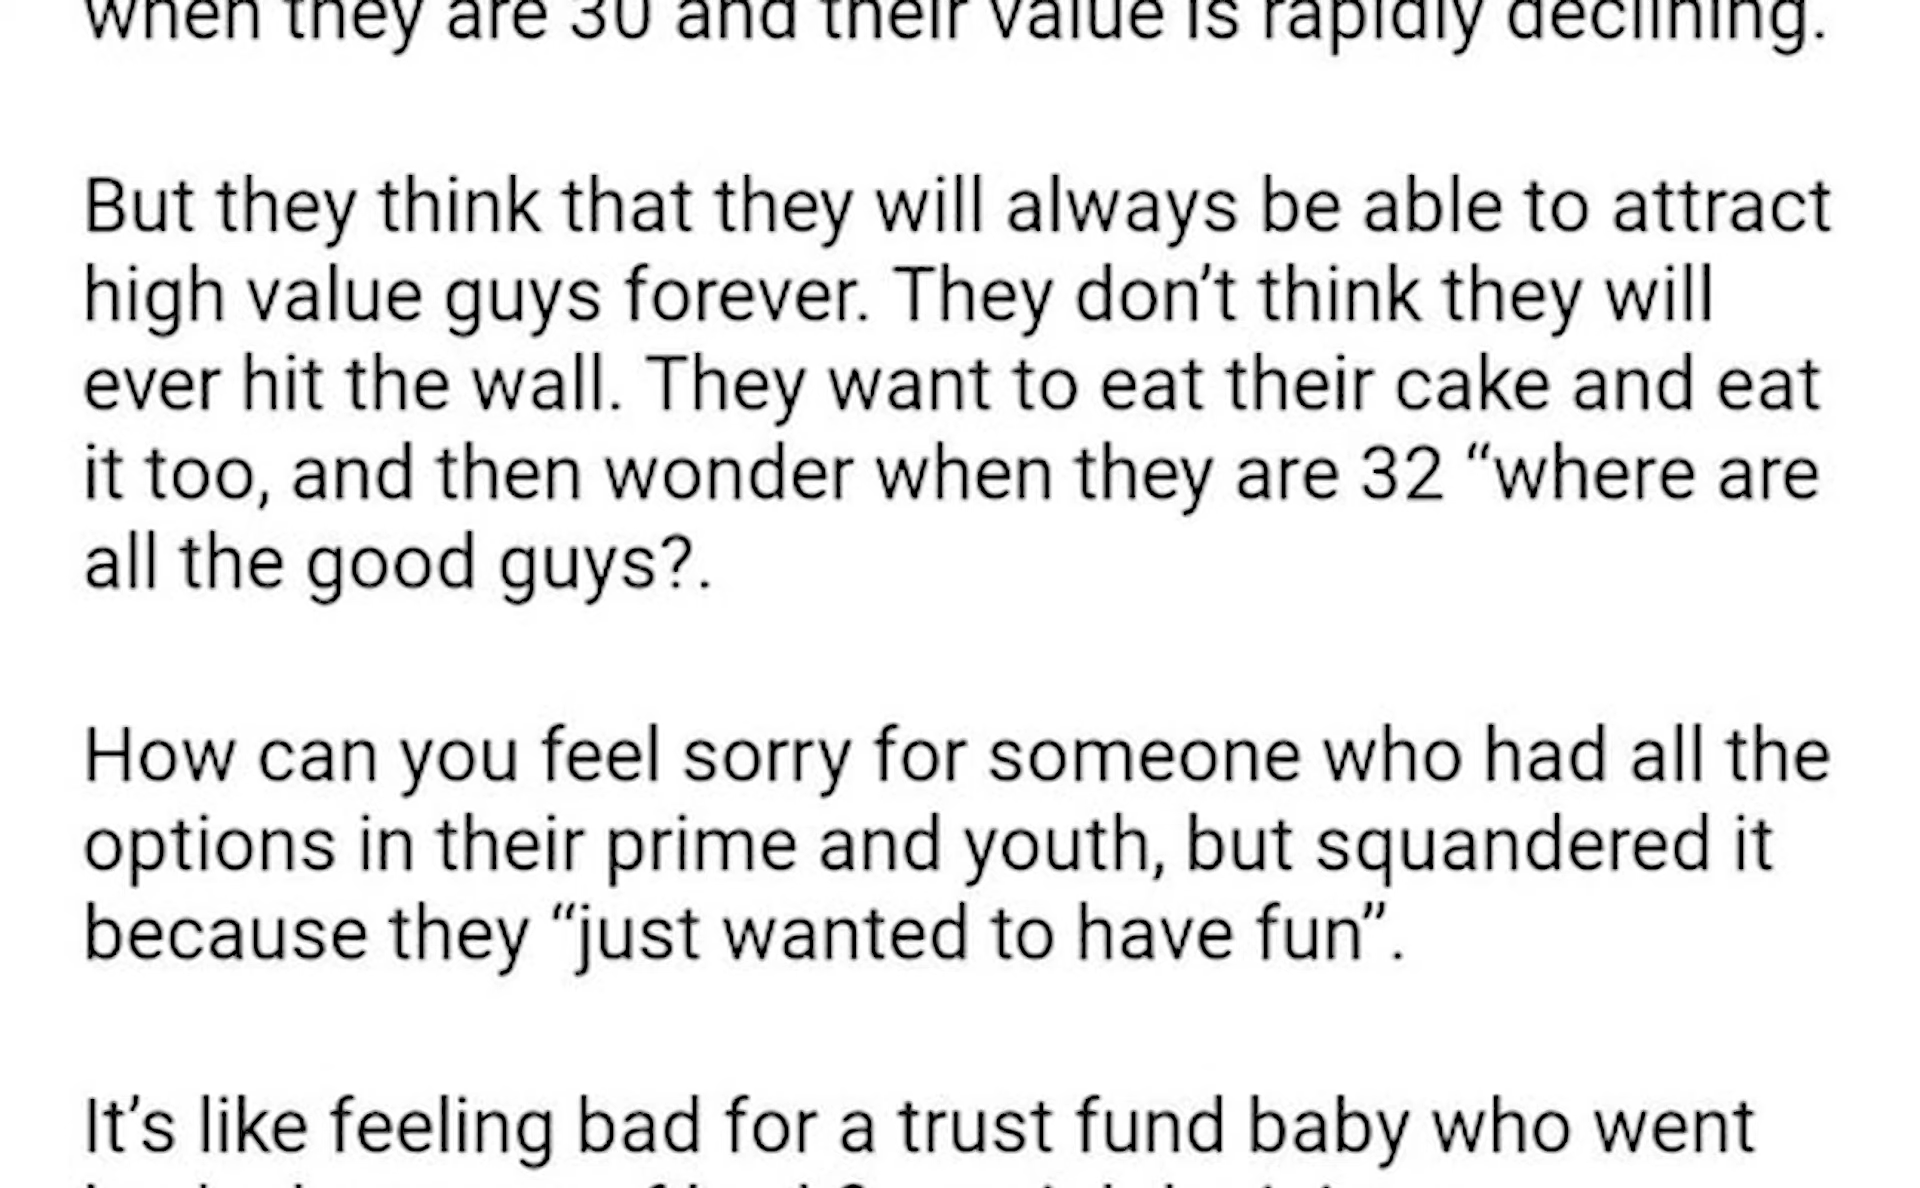 when they are 30 and their value is rapidly declining.
But they think that they will always be able to attract
high value guys forever. They don’t think they will
ever hit the wall. They want to eat their cake and eat
it too, and then wonder when they are 32 “where are
all the good guys?.
How can you feel sorry for someone who had all the
options in their prime and youth, but squandered it
because they “just wanted to have fun”.
It’s like feeling bad for a trust fund baby who went